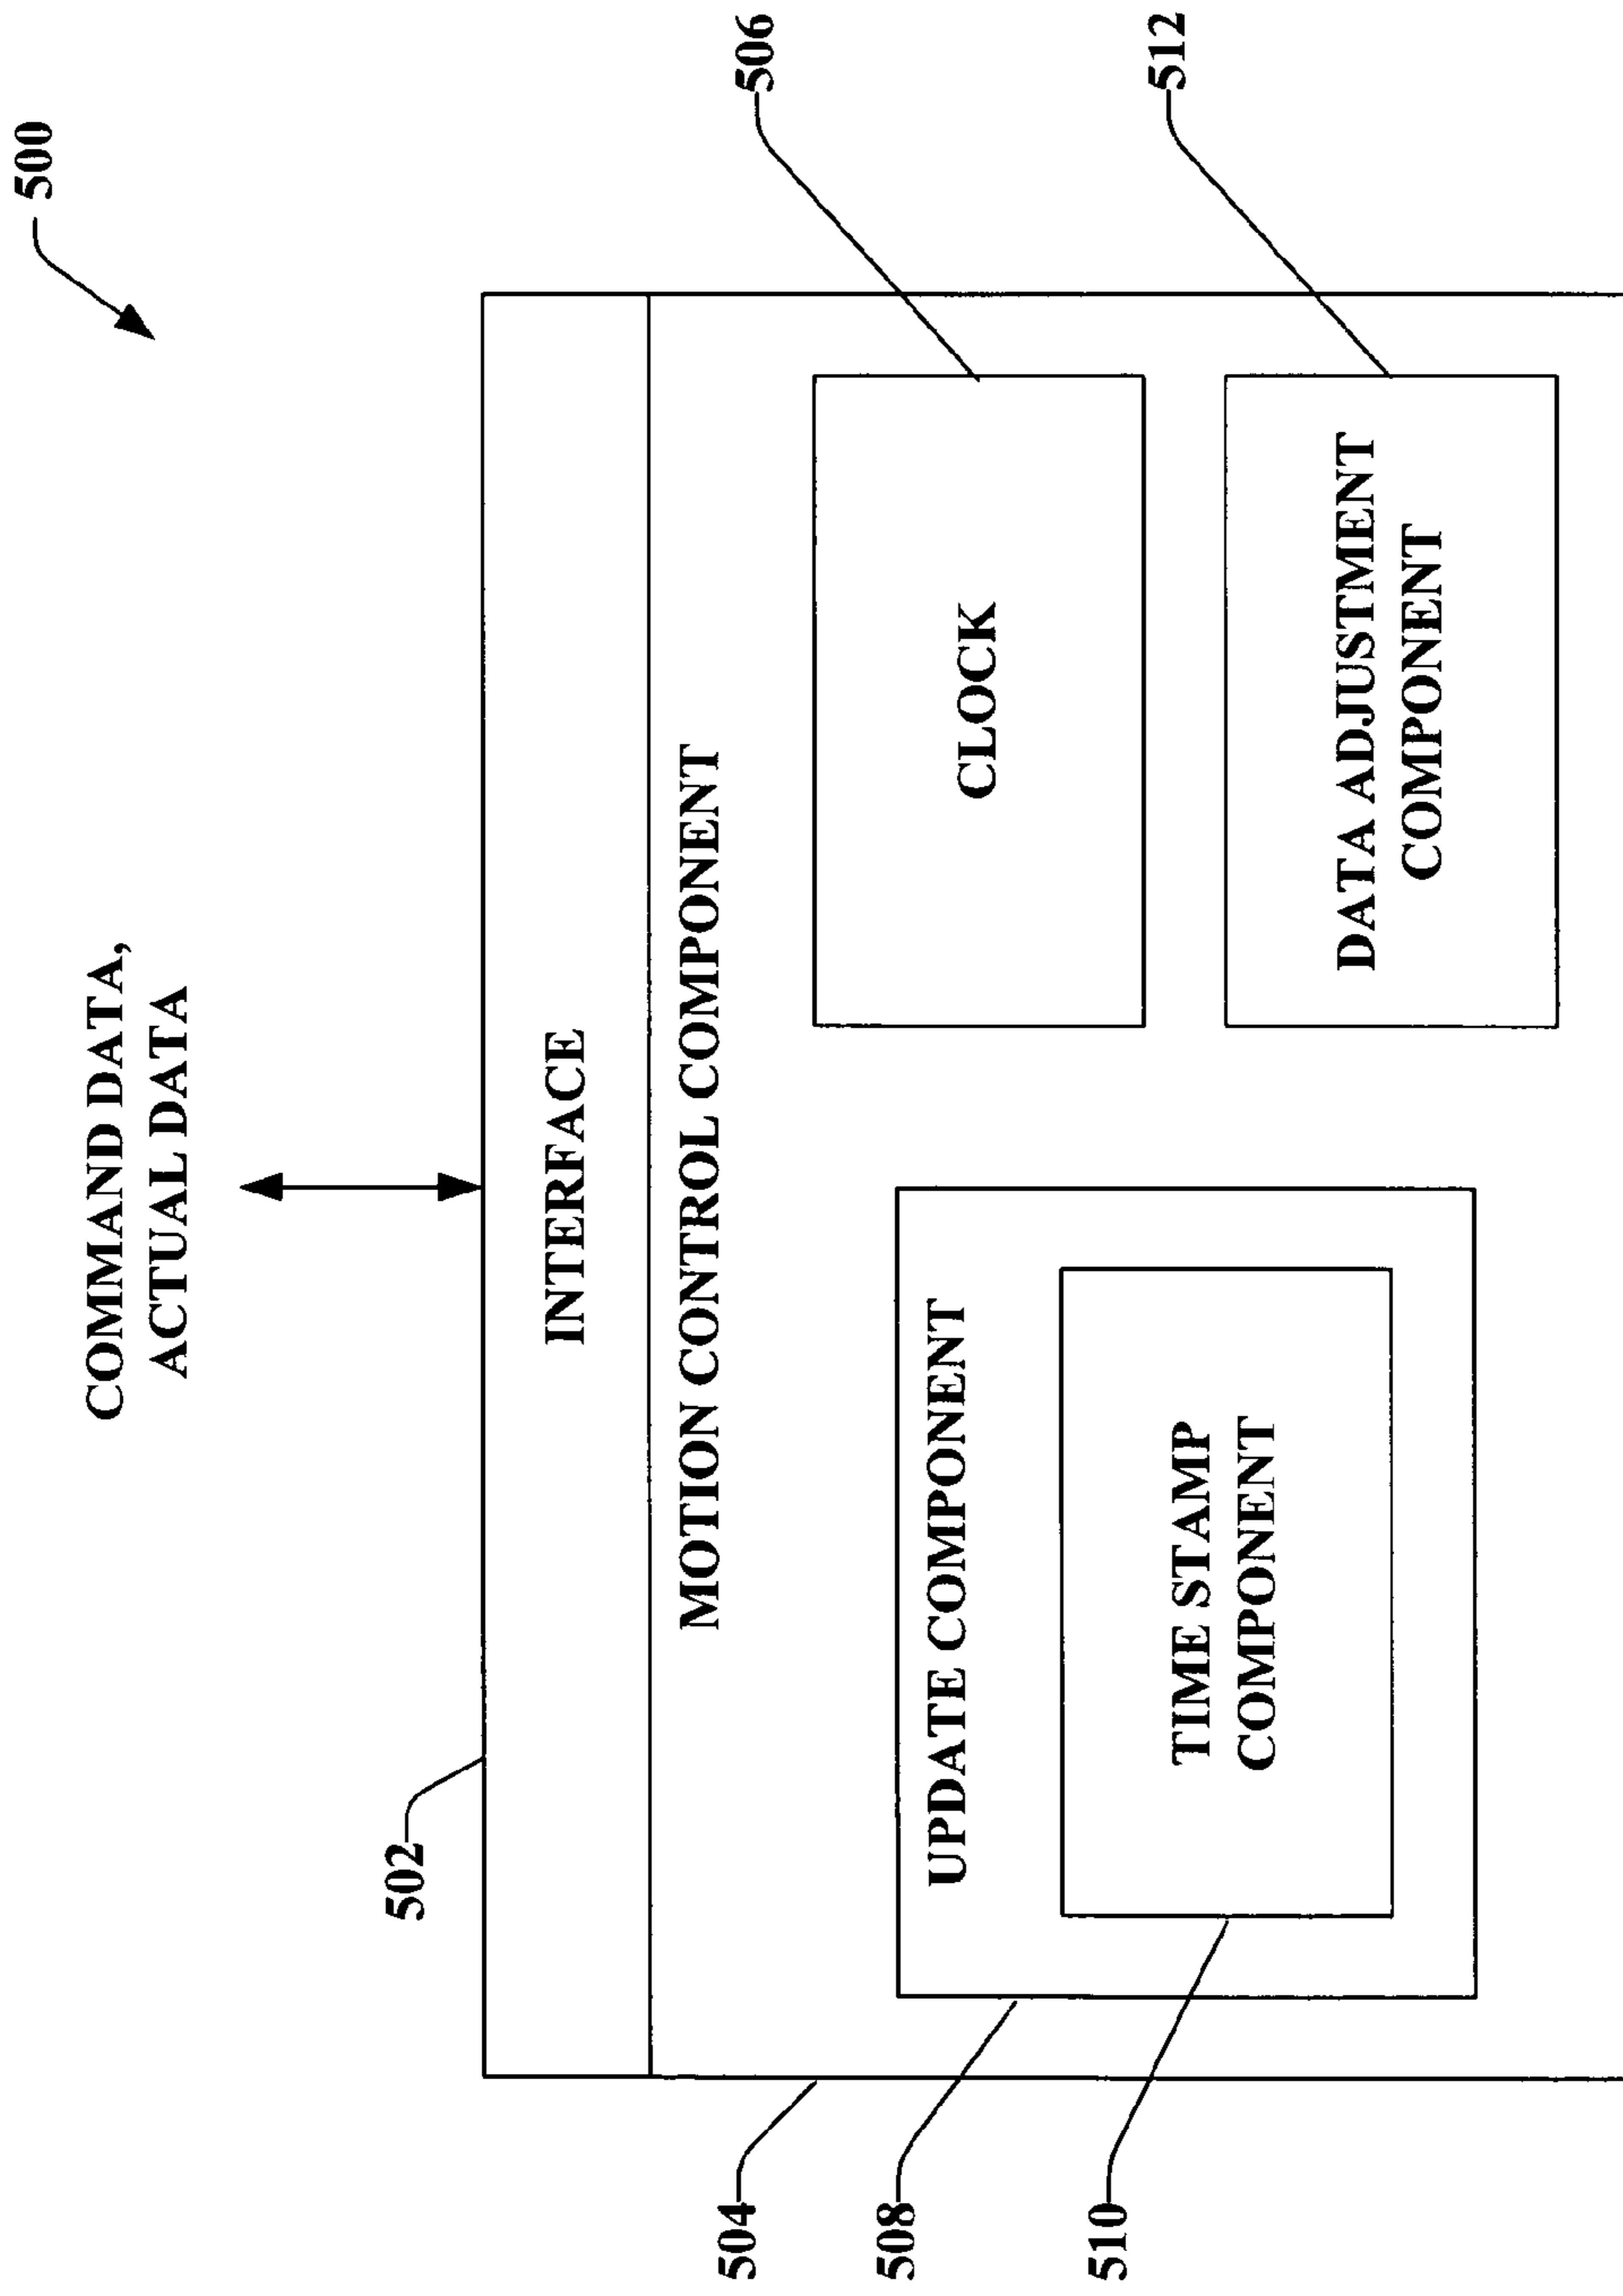 500
COMMAND DATA,
ACTUAL DATA
502
INTERFACE
504
MOTION CONTROL COMPONENT
506
CLOCK
508
UPDATE COMPONENT
510
TIME STAMP
COMPONENT
512
DATA ADJUSTMENT
COMPONENT